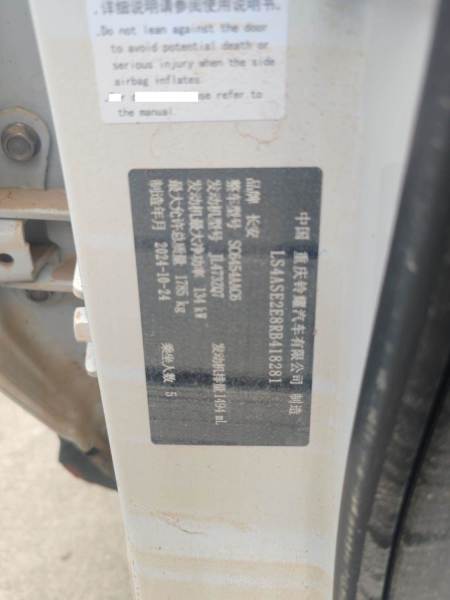 .详细说明请参阅使用说明书.
.Do not lean against the door
to avoid potential death or
serious injury when the side
airbag inflates.
se refer to
the manual.
中国 重庆铃耀汽车有限公司 制造
LS4ASE2E8RB418281
品牌 长安
整车型号 SC6454AAC6
发动机型号 JL473ZQ7 发动机排量 1494 mL
发动机最大净功率 134 kW
最大允许总质量 1785 kg 乘坐人数 5
制造年月 2024-10-24